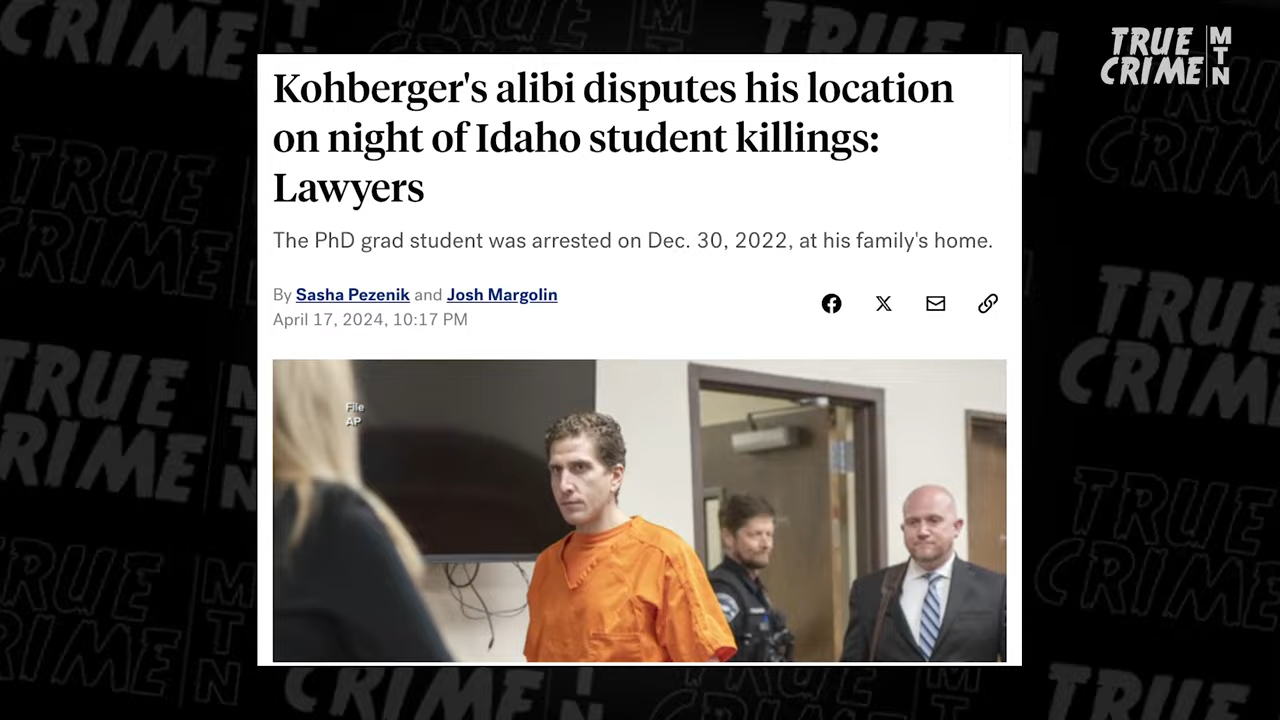 Kohberger's alibi disputes his location
on night of Idaho student killings:
Lawyers
The PhD grad student was arrested on Dec. 30, 2022, at his family's home.
By Sasha Pezenik and Josh Margolin
April 17, 2024, 10:17 PM
File
AP
TRUE
CRIME
MTN